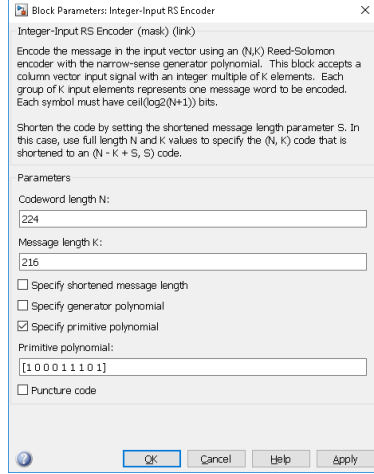 Block Parameters: Integer-Input RS Encoder
Integer-Input RS Encoder (mask) (link)
Encode the message in the input vector using an (N,K) Reed-Solomon
encoder with the narrow-sense generator polynomial. This block accepts a
column vector input signal with an integer multiple of K elements. Each
group of K input elements represents one message word to be encoded.
Each symbol must have ceil(log2(N+1)) bits.
Shorten the code by setting the shortened message length parameter S. In
this case, use full length N and K values to specify the (N, K) code that is
shortened to an (N - K + S, S) code.
Parameters
Codeword length N:
224
Message length K:
216
Specify shortened message length
Specify generator polynomial
Specify primitive polynomial
Primitive polynomial:
[1 0 0 0 1 1 1 0 1]
Puncture code
OK Cancel Help Apply